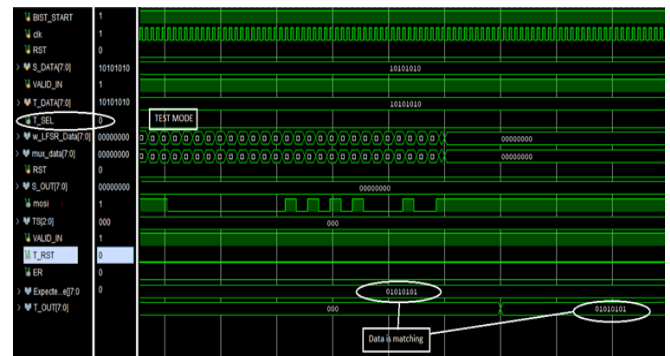 BIST_START 1
clk 1
RST 0
S_DATA[7:0] 10101010 10101010
VALID_IN 1
T_DATA[7:0] 10101010 10101010
T_SEL 0 TEST MODE
w_LFSR_Data[7:0] 00000000 00000000
mux_data[7:0] 00000000 00000000
RST 0
S_OUT[7:0] 00000000 00000000
mosi 1
TS[2:0] 000 000
VALID_IN 1
T_RST 0
ER 0
Expecte...e[[7:0 0 01010101
T_OUT[7:0] 000 01010101
Data is matching